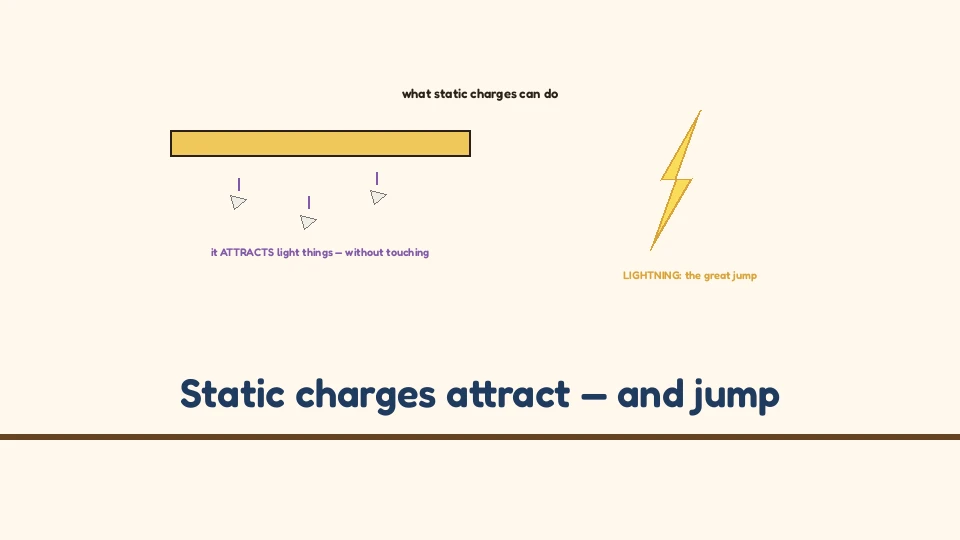 what static charges can do
it ATTRACTS light things — without touching
LIGHTNING: the great jump
Static charges attract — and jump